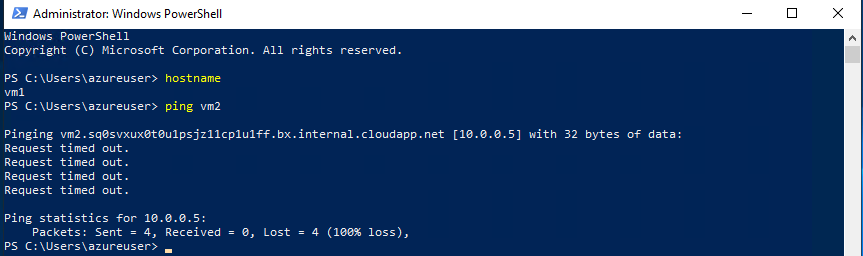 Administrator: Windows PowerShell
Windows PowerShell
Copyright (C) Microsoft Corporation. All rights reserved.
PS C:\Users\azureuser> hostname
vm1
PS C:\Users\azureuser> ping vm2
Pinging vm2.sq0svxux0t0u1psjz11cp1u1ff.bx.internal.cloudapp.net [10.0.0.5] with 32 bytes of data:
Request timed out.
Request timed out.
Request timed out.
Request timed out.
Ping statistics for 10.0.0.5:
    Packets: Sent = 4, Received = 0, Lost = 4 (100% loss),
PS C:\Users\azureuser>